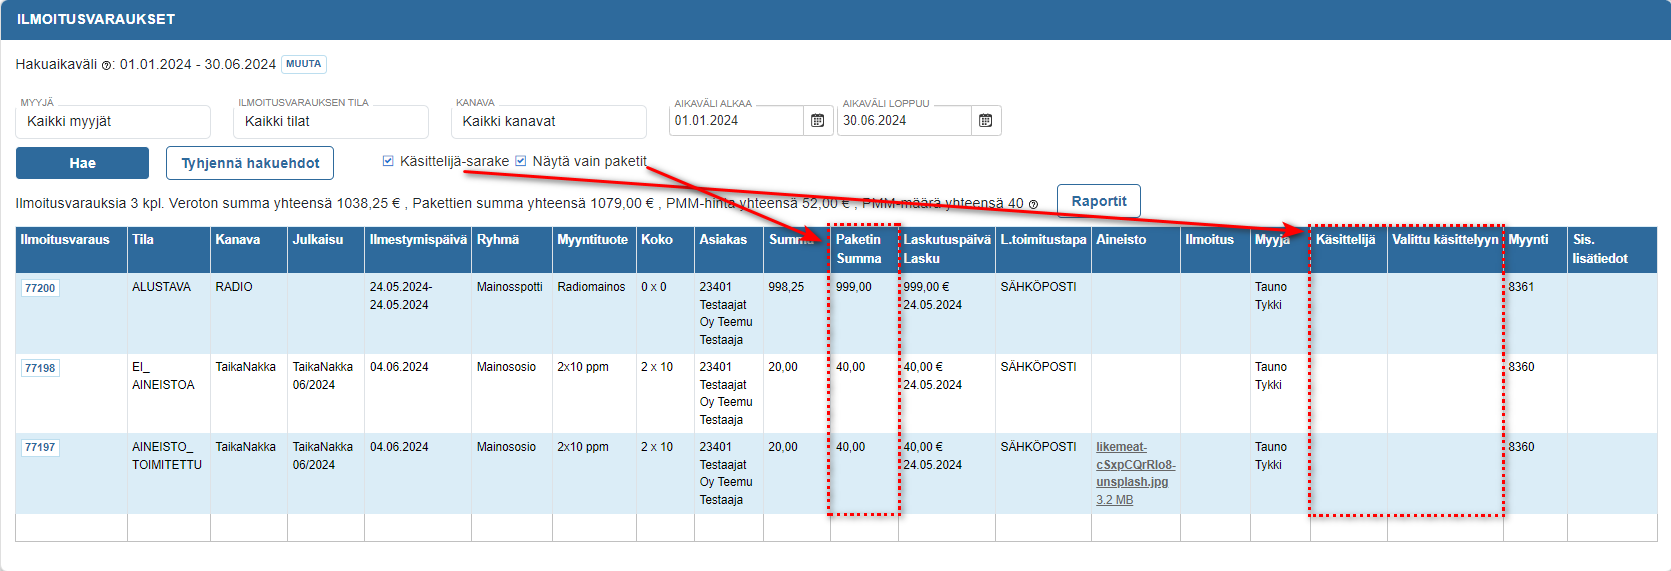 ILMOITUSVARAUKSET
Hakuaikaväli : 01.01.2024 - 30.06.2024 MUUTA
MYYJÄ ILMOITUSVARAUKSEN TILA KANAVA AIKAVÄLI ALKAA AIKAVÄLI LOPPUU
Kaikki myyjät Kaikki tilat Kaikki kanavat 01.01.2024 30.06.2024
Hae Tyhjennä hakuehdot Käsittelijä-sarake Näytä vain paketit
Ilmoitusvarauksia 3 kpl. Veroton summa yhteensä 1038,25 € , Pakettien summa yhteensä 1079,00 € , PMM-hinta yhteensä 52,00 € , PMM-määrä yhteensä 40 Raportit
Ilmoitusvaraus Tila Kanava Julkaisu Ilmestymispäivä Ryhmä Myyntituote Koko Asiakas Summa Paketin Laskutuspäivä L.toimitustapa Aineisto Ilmoitus Myyjä Käsittelijä Valittu käsittelyyn Myynti Sis.
Summa Lasku lisätiedot
77200 ALUSTAVA RADIO 24.05.2024- Mainosspotti Radiomainos 0 x 0 23401 998,25 999,00 999,00 € SÄHKÖPOSTI Tauno 8361
24.05.2024 Testaajat 24.05.2024 Tykki
Oy Teemu
Testaaja
77198 EI_ TaikaNakka TaikaNakka 04.06.2024 Mainososio 2x10 ppm 2 x 10 23401 20,00 40,00 40,00 € SÄHKÖPOSTI Tauno 8360
AINEISTOA 06/2024 Testaajat 24.05.2024 Tykki
Oy Teemu
Testaaja
77197 AINEISTO_ TaikaNakka TaikaNakka 04.06.2024 Mainososio 2x10 ppm 2 x 10 23401 20,00 40,00 40,00 € SÄHKÖPOSTI likemeat- Tauno 8360
TOIMITETTU 06/2024 Testaajat 24.05.2024 cSxpCQrRlo8- Tykki
Oy Teemu unsplash.jpg
Testaaja 3.2 MB